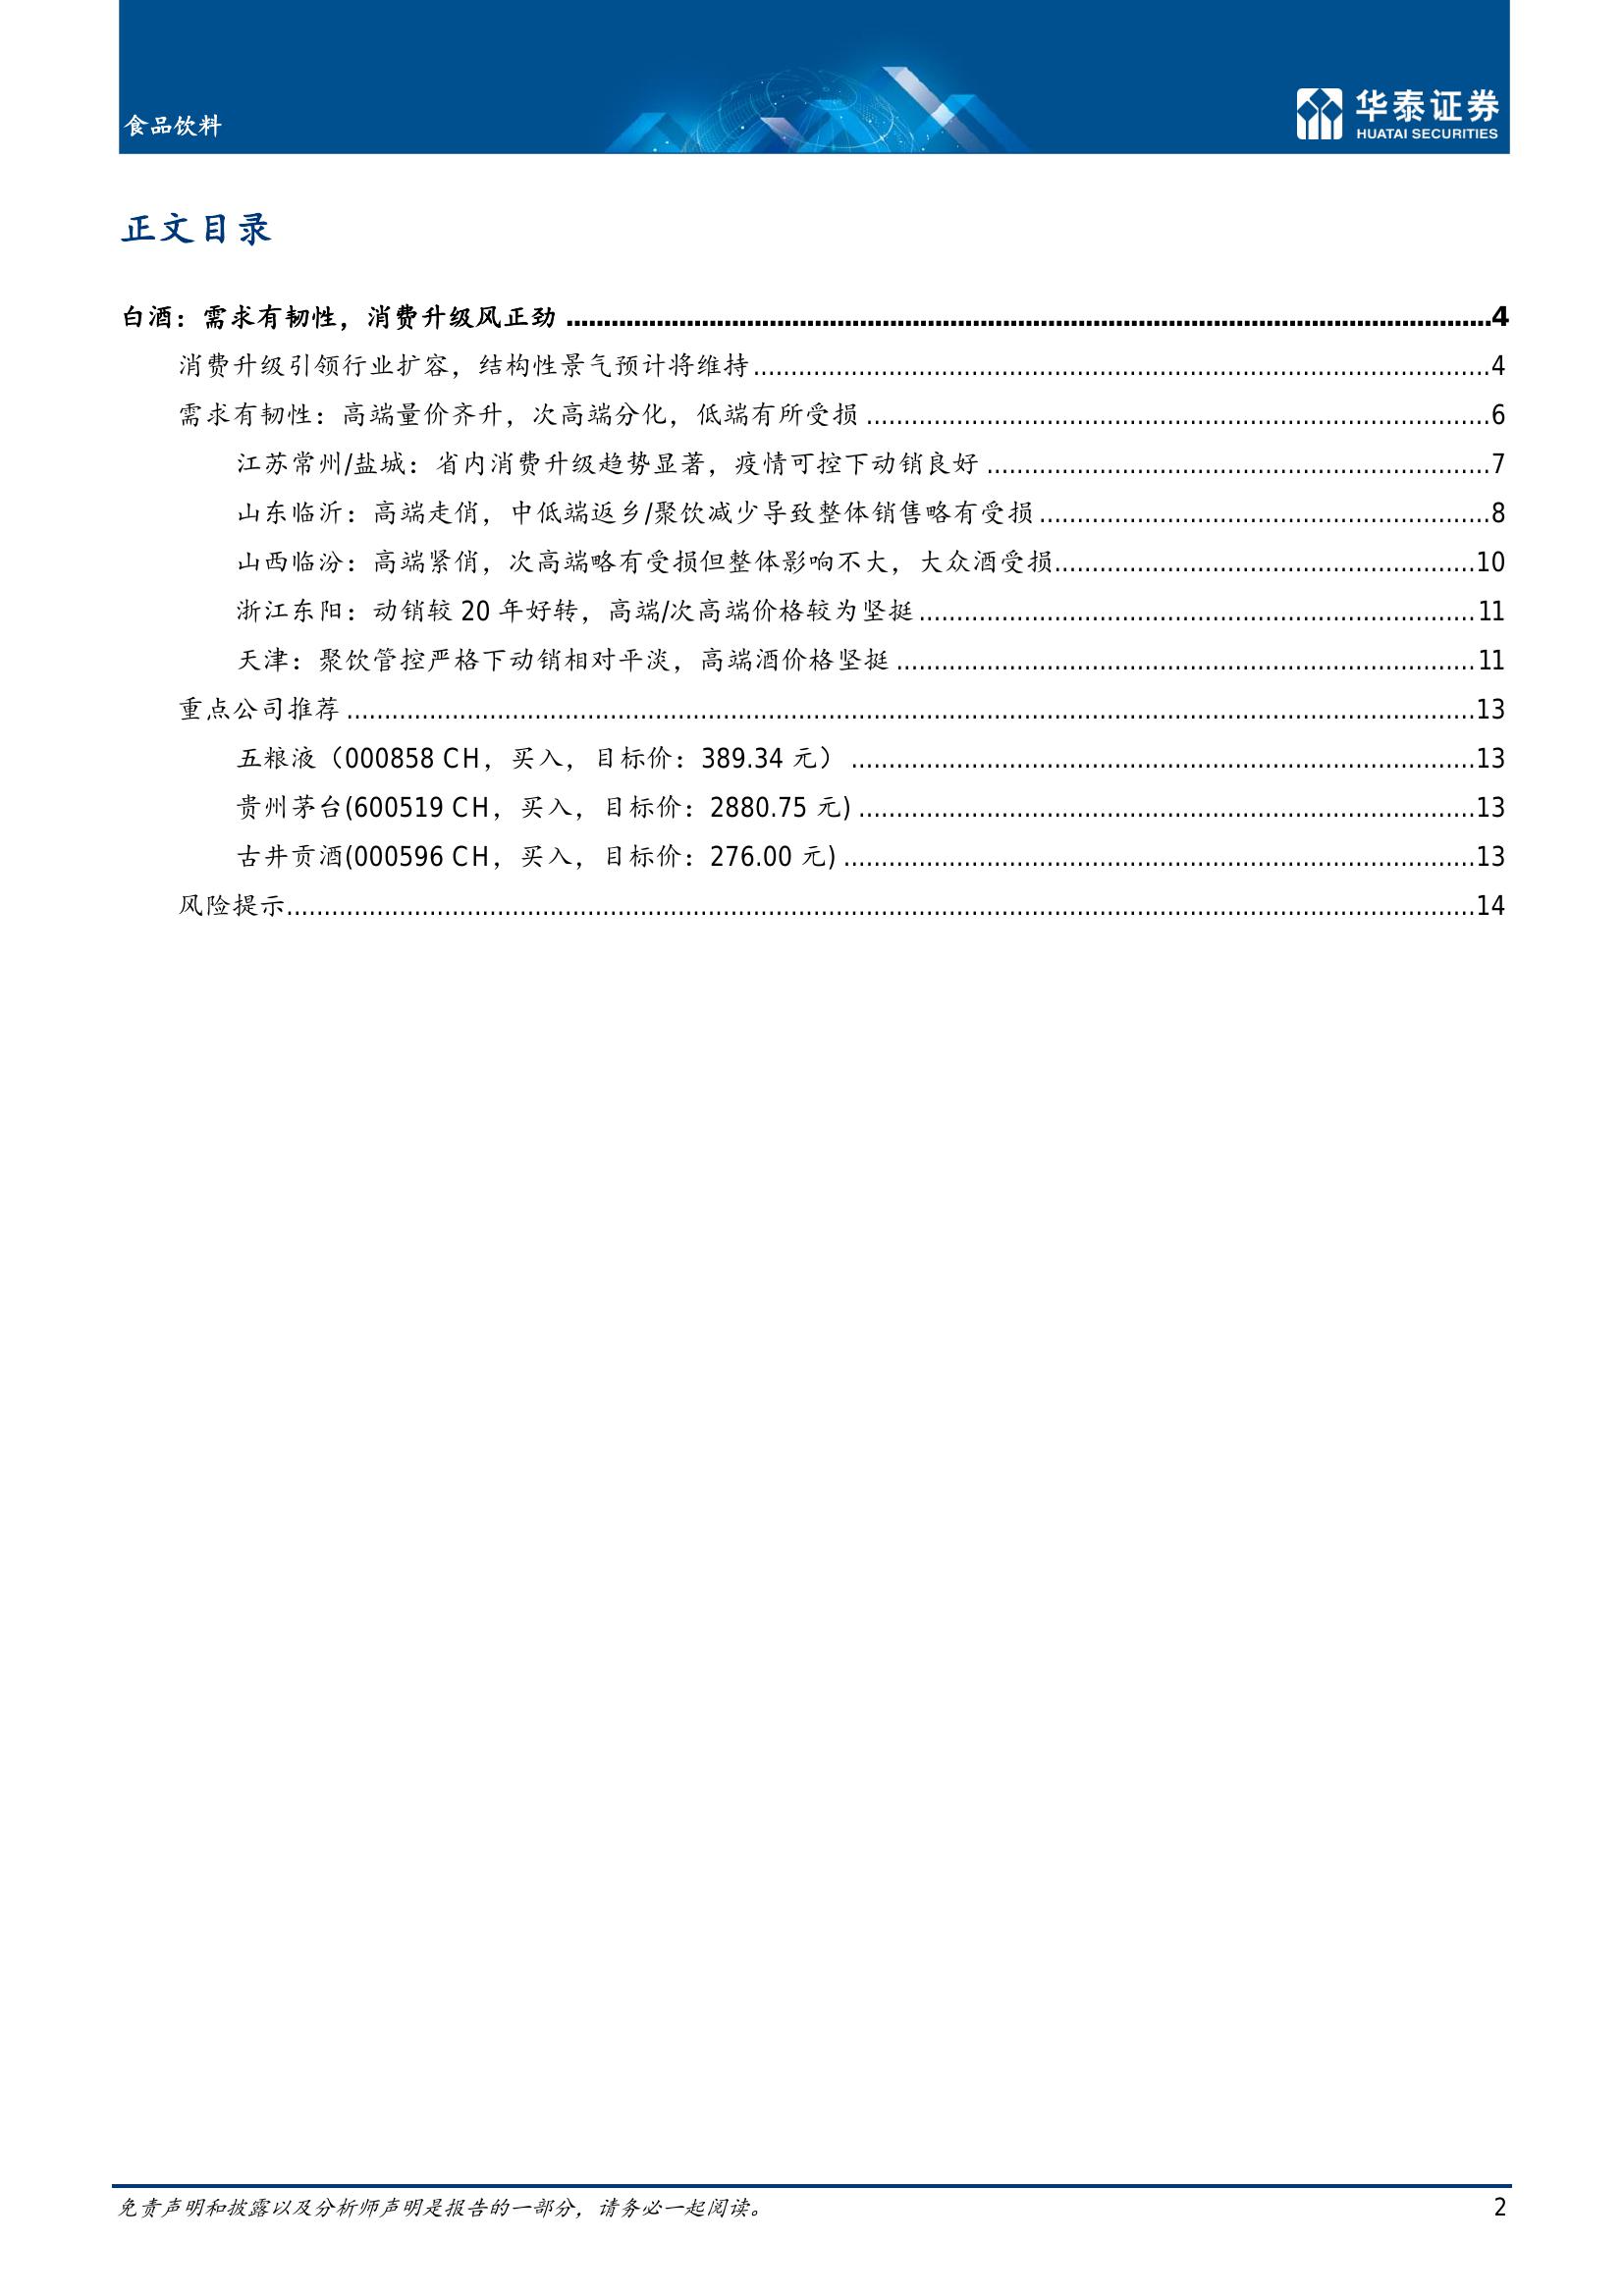 食品饮料
华泰证券
HUATAI SECURITIES
正文目录
白酒：需求有韧性，消费升级风正劲 ........ 4
消费升级引领行业扩容，结构性景气预计将维持 ........ 4
需求有韧性：高端量价齐升，次高端分化，低端有所受损 ........ 6
江苏常州/盐城：省内消费升级趋势显著，疫情可控下动销良好 ........ 7
山东临沂：高端走俏，中低端返乡/聚饮减少导致整体销售略有受损 ........ 8
山西临汾：高端紧俏，次高端略有受损但整体影响不大，大众酒受损 ........ 10
浙江东阳：动销较 20 年好转，高端/次高端价格较为坚挺 ........ 11
天津：聚饮管控严格下动销相对平淡，高端酒价格坚挺 ........ 11
重点公司推荐 ........ 13
五粮液（000858 CH，买入，目标价：389.34 元） ........ 13
贵州茅台(600519 CH，买入，目标价：2880.75 元) ........ 13
古井贡酒(000596 CH，买入，目标价：276.00 元) ........ 13
风险提示 ........ 14
免责声明和披露以及分析师声明是报告的一部分，请务必一起阅读。 2